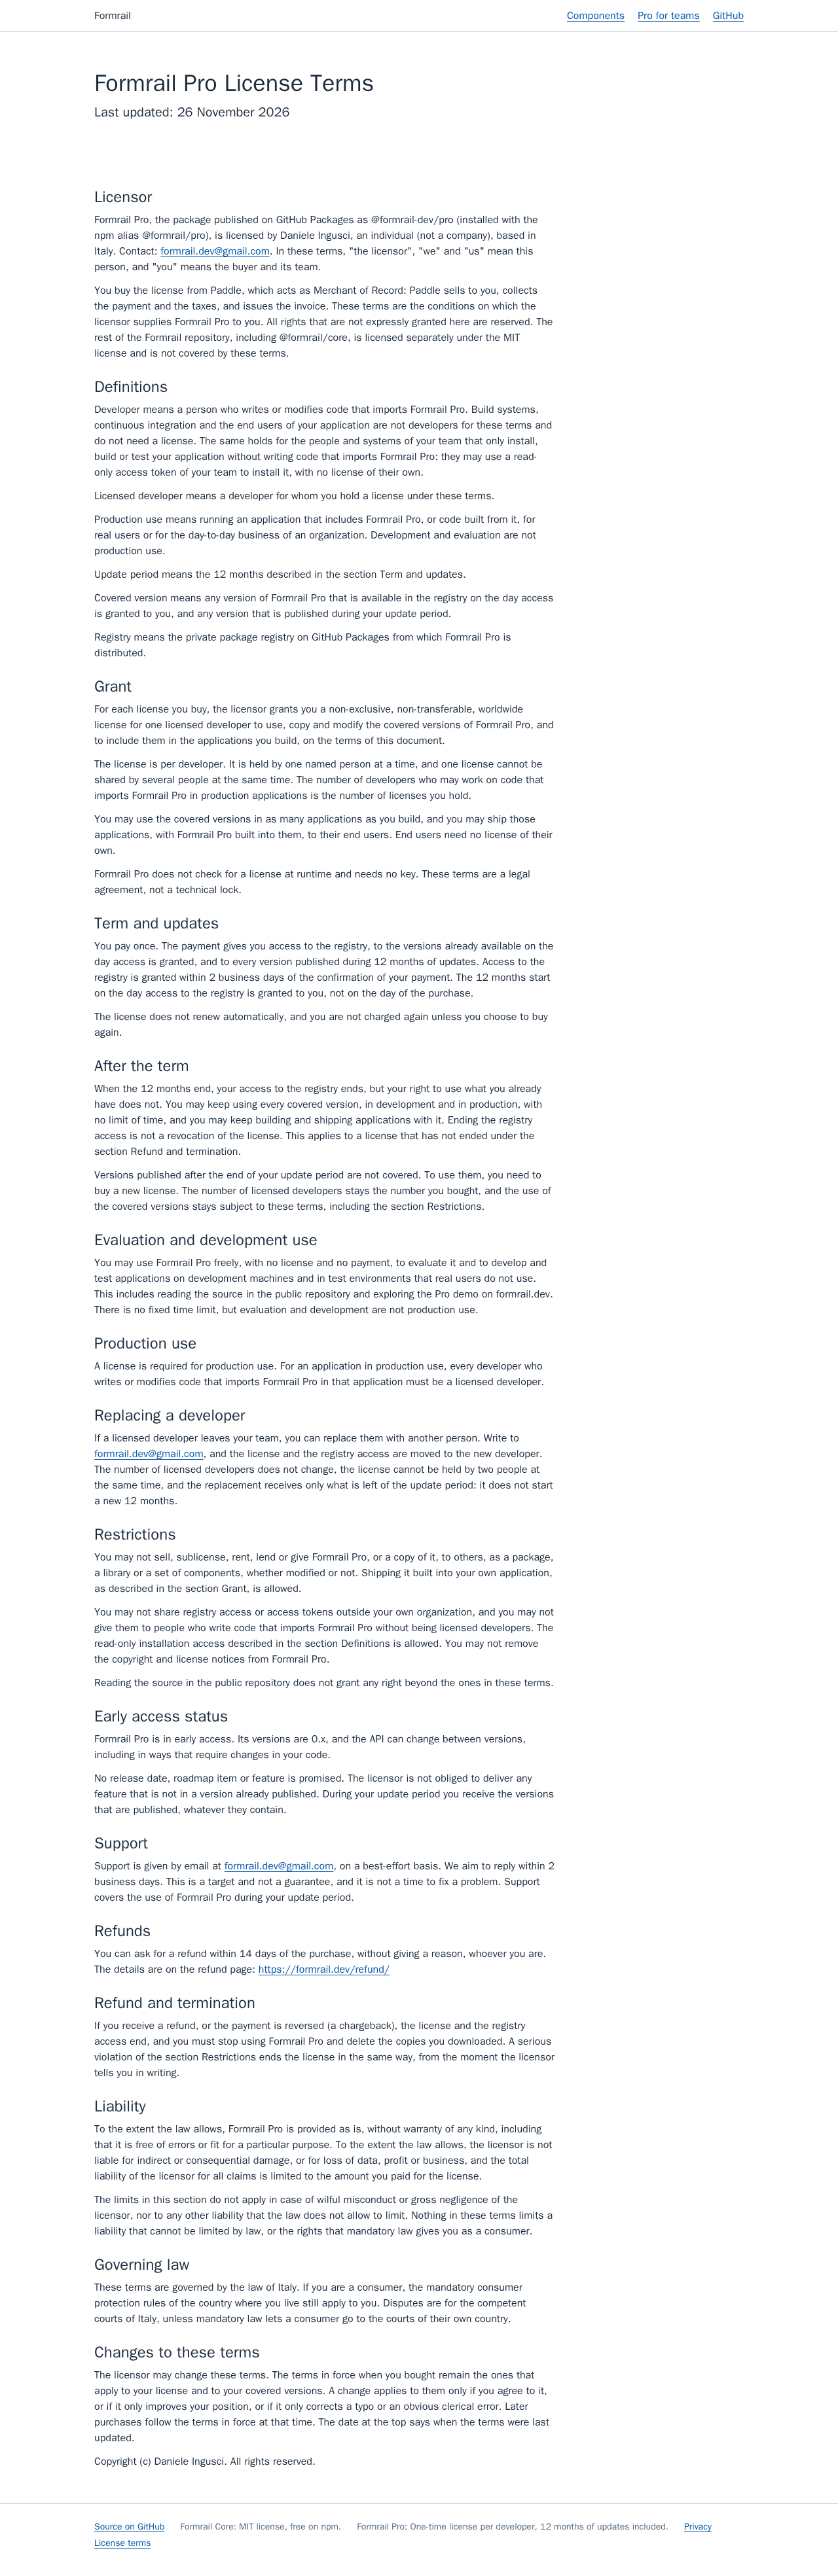 Formrail
Components
Pro for teams
GitHub
Formrail Pro License Terms
Last updated: 26 November 2026
Licensor
Formrail Pro, the package published on GitHub Packages as @formrail-dev/pro (installed with the
npm alias @formrail/pro), is licensed by Daniele Ingusci, an individual (not a company), based in
Italy. Contact: formrail.dev@gmail.com. In these terms, "the licensor", "we" and "us" mean this
person, and "you" means the buyer and its team.
You buy the license from Paddle, which acts as Merchant of Record: Paddle sells to you, collects
the payment and the taxes, and issues the invoice. These terms are the conditions on which the
licensor supplies Formrail Pro to you. All rights that are not expressly granted here are reserved. The
rest of the Formrail repository, including @formrail/core, is licensed separately under the MIT
license and is not covered by these terms.
Definitions
Developer means a person who writes or modifies code that imports Formrail Pro. Build systems,
continuous integration and the end users of your application are not developers for these terms and
do not need a license. The same holds for the people and systems of your team that only install,
build or test your application without writing code that imports Formrail Pro: they may use a read-
only access token of your team to install it, with no license of their own.
Licensed developer means a developer for whom you hold a license under these terms.
Production use means running an application that includes Formrail Pro, or code built from it, for
real users or for the day-to-day business of an organization. Development and evaluation are not
production use.
Update period means the 12 months described in the section Term and updates.
Covered version means any version of Formrail Pro that is available in the registry on the day access
is granted to you, and any version that is published during your update period.
Registry means the private package registry on GitHub Packages from which Formrail Pro is
distributed.
Grant
For each license you buy, the licensor grants you a non-exclusive, non-transferable, worldwide
license for one licensed developer to use, copy and modify the covered versions of Formrail Pro, and
to include them in the applications you build, on the terms of this document.
The license is per developer. It is held by one named person at a time, and one license cannot be
shared by several people at the same time. The number of developers who may work on code that
imports Formrail Pro in production applications is the number of licenses you hold.
You may use the covered versions in as many applications as you build, and you may ship those
applications, with Formrail Pro built into them, to their end users. End users need no license of their
own.
Formrail Pro does not check for a license at runtime and needs no key. These terms are a legal
agreement, not a technical lock.
Term and updates
You pay once. The payment gives you access to the registry, to the versions already available on the
day access is granted, and to every version published during 12 months of updates. Access to the
registry is granted within 2 business days of the confirmation of your payment. The 12 months start
on the day access to the registry is granted to you, not on the day of the purchase.
The license does not renew automatically, and you are not charged again unless you choose to buy
again.
After the term
When the 12 months end, your access to the registry ends, but your right to use what you already
have does not. You may keep using every covered version, in development and in production, with
no limit of time, and you may keep building and shipping applications with it. Ending the registry
access is not a revocation of the license. This applies to a license that has not ended under the
section Refund and termination.
Versions published after the end of your update period are not covered. To use them, you need to
buy a new license. The number of licensed developers stays the number you bought, and the use of
the covered versions stays subject to these terms, including the section Restrictions.
Evaluation and development use
You may use Formrail Pro freely, with no license and no payment, to evaluate it and to develop and
test applications on development machines and in test environments that real users do not use.
This includes reading the source in the public repository and exploring the Pro demo on formrail.dev.
There is no fixed time limit, but evaluation and development are not production use.
Production use
A license is required for production use. For an application in production use, every developer who
writes or modifies code that imports Formrail Pro in that application must be a licensed developer.
Replacing a developer
If a licensed developer leaves your team, you can replace them with another person. Write to
formrail.dev@gmail.com, and the license and the registry access are moved to the new developer.
The number of licensed developers does not change, the license cannot be held by two people at
the same time, and the replacement receives only what is left of the update period: it does not start
a new 12 months.
Restrictions
You may not sell, sublicense, rent, lend or give Formrail Pro, or a copy of it, to others, as a package,
a library or a set of components, whether modified or not. Shipping it built into your own application,
as described in the section Grant, is allowed.
You may not share registry access or access tokens outside your own organization, and you may not
give them to people who write code that imports Formrail Pro without being licensed developers. The
read-only installation access described in the section Definitions is allowed. You may not remove
the copyright and license notices from Formrail Pro.
Reading the source in the public repository does not grant any right beyond the ones in these terms.
Early access status
Formrail Pro is in early access. Its versions are 0.x, and the API can change between versions,
including in ways that require changes in your code.
No release date, roadmap item or feature is promised. The licensor is not obliged to deliver any
feature that is not in a version already published. During your update period you receive the versions
that are published, whatever they contain.
Support
Support is given by email at formrail.dev@gmail.com, on a best-effort basis. We aim to reply within 2
business days. This is a target and not a guarantee, and it is not a time to fix a problem. Support
covers the use of Formrail Pro during your update period.
Refunds
You can ask for a refund within 14 days of the purchase, without giving a reason, whoever you are.
The details are on the refund page: https://formrail.dev/refund/
Refund and termination
If you receive a refund, or the payment is reversed (a chargeback), the license and the registry
access end, and you must stop using Formrail Pro and delete the copies you downloaded. A serious
violation of the section Restrictions ends the license in the same way, from the moment the licensor
tells you in writing.
Liability
To the extent the law allows, Formrail Pro is provided as is, without warranty of any kind, including
that it is free of errors or fit for a particular purpose. To the extent the law allows, the licensor is not
liable for indirect or consequential damage, or for loss of data, profit or business, and the total
liability of the licensor for all claims is limited to the amount you paid for the license.
The limits in this section do not apply in case of wilful misconduct or gross negligence of the
licensor, nor to any other liability that the law does not allow to limit. Nothing in these terms limits a
liability that cannot be limited by law, or the rights that mandatory law gives you as a consumer.
Governing law
These terms are governed by the law of Italy. If you are a consumer, the mandatory consumer
protection rules of the country where you live still apply to you. Disputes are for the competent
courts of Italy, unless mandatory law lets a consumer go to the courts of their own country.
Changes to these terms
The licensor may change these terms. The terms in force when you bought remain the ones that
apply to your license and to your covered versions. A change applies to them only if you agree to it,
or if it only improves your position, or if it only corrects a typo or an obvious clerical error. Later
purchases follow the terms in force at that time. The date at the top says when the terms were last
updated.
Copyright (c) Daniele Ingusci. All rights reserved.
Source on GitHub
Formrail Core: MIT license, free on npm.
Formrail Pro: One-time license per developer, 12 months of updates included.
Privacy
License terms